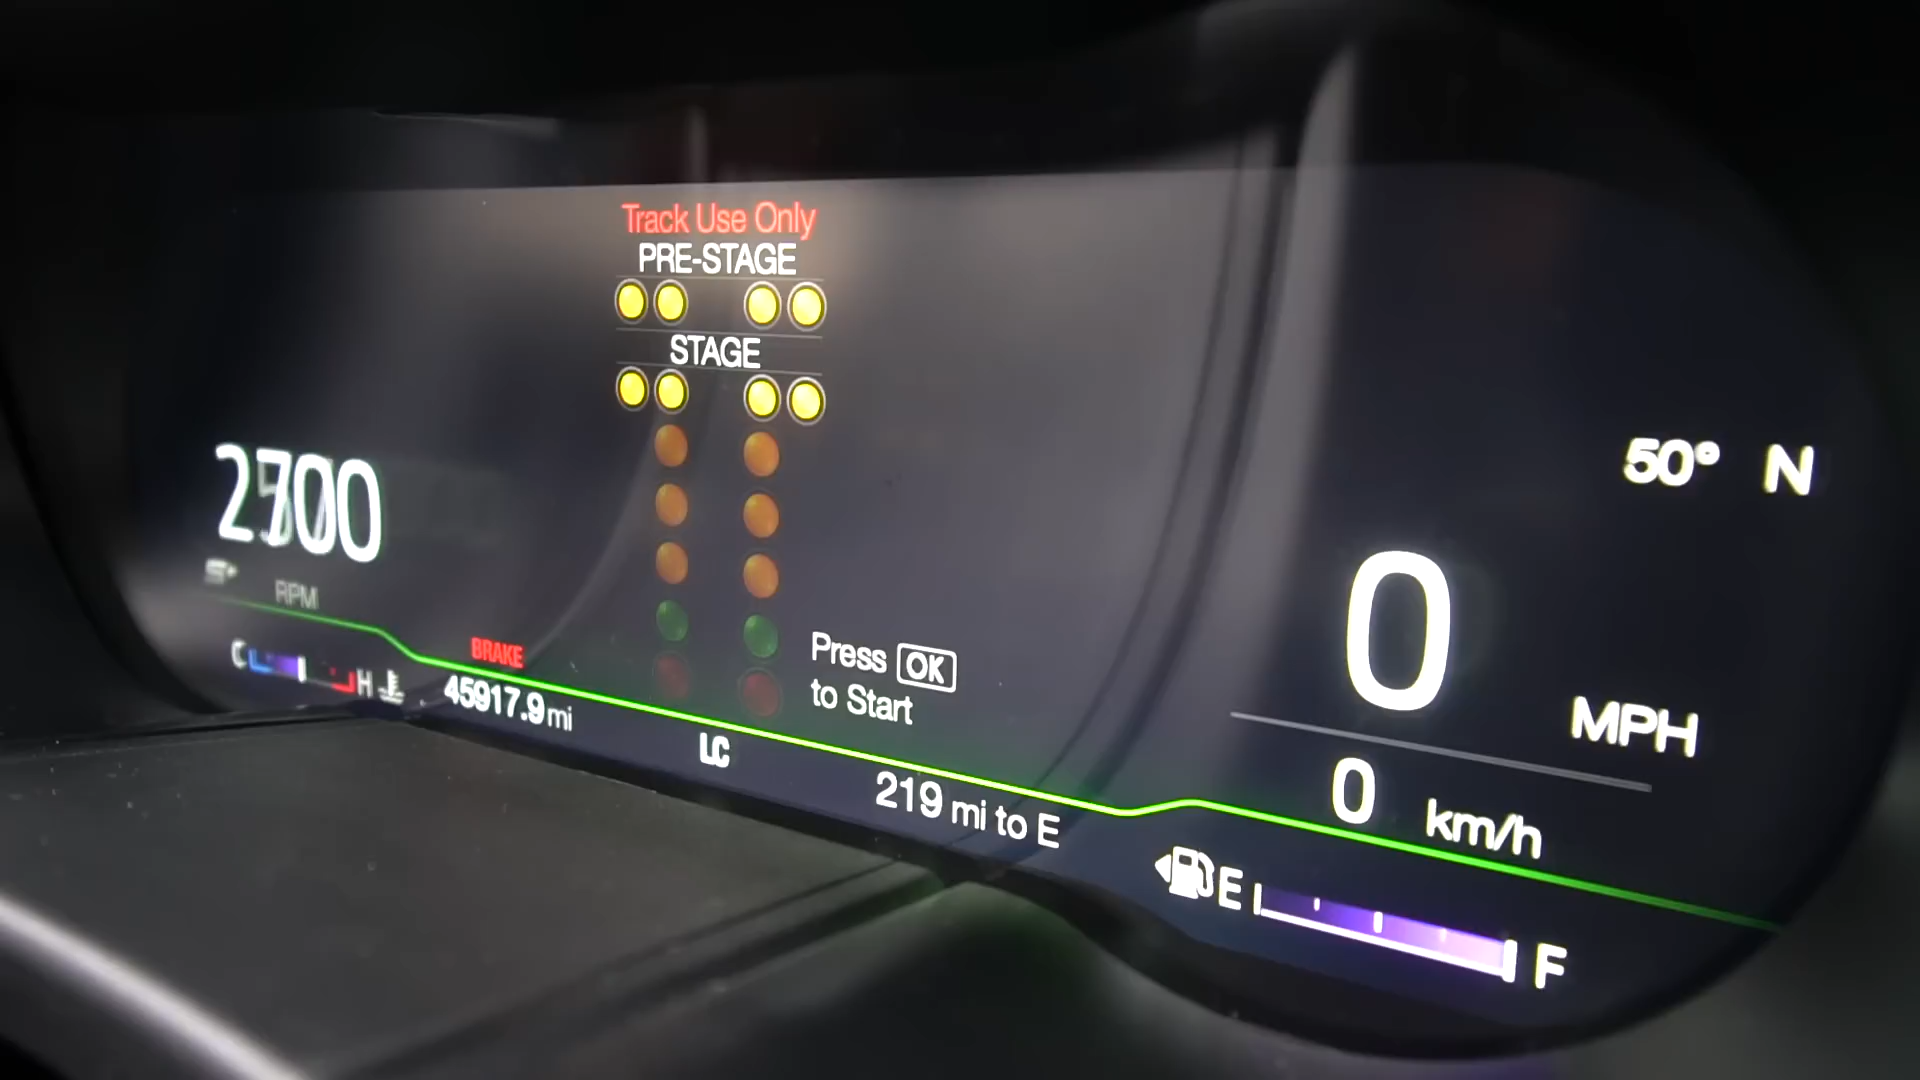 Track Use Only
PRE-STAGE
STAGE
50° N
RPM
0
MPH
BRAKE
Press OK
to Start
C H
45917.9 mi
LC
219 mi to E
0 km/h
E F